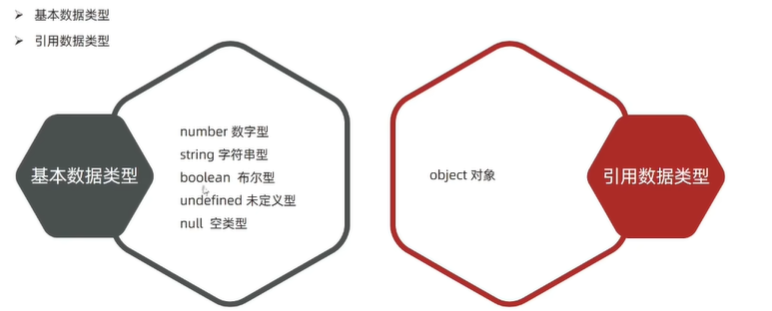 基本数据类型
引用数据类型
基本数据类型
number 数字型
string 字符串型
boolean 布尔型
undefined 未定义型
null 空类型
object 对象
引用数据类型